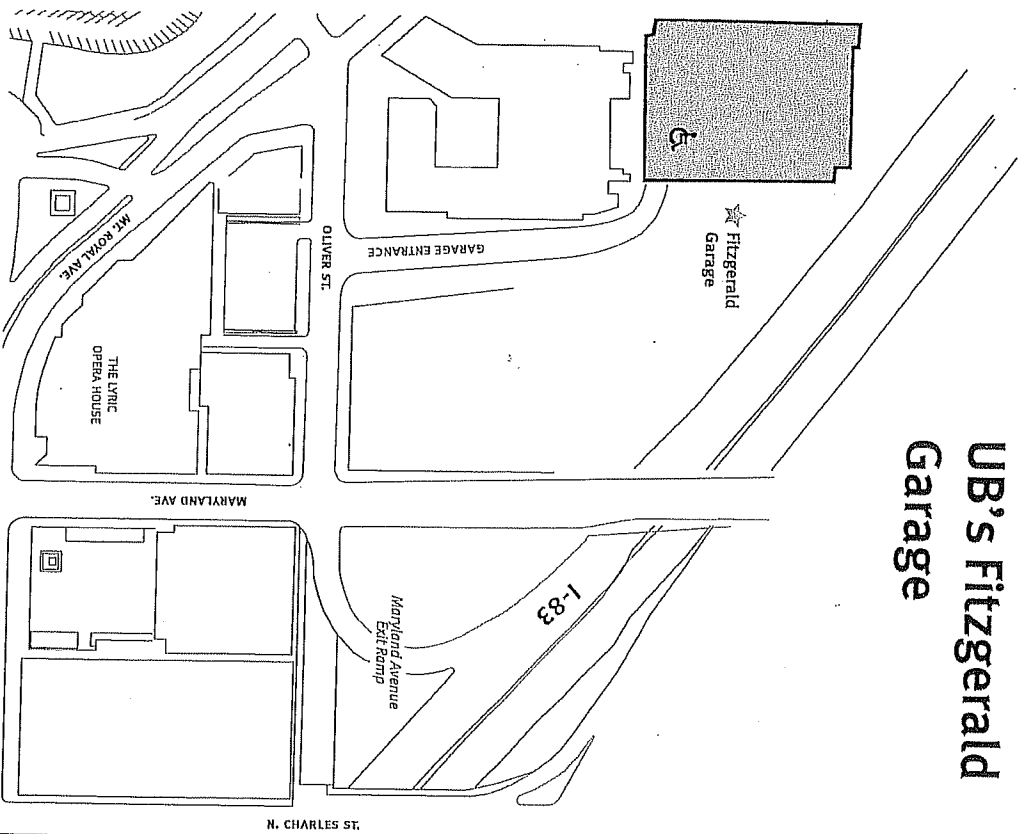 UB's Fitzgerald
Garage
Fitzgerald
Garage
GARAGE ENTRANCE
OLIVER ST.
MT. ROYAL AVE.
THE LYRIC
OPERA HOUSE
MARYLAND AVE.
I-83
Maryland Avenue
Exit Ramp
N. CHARLES ST.